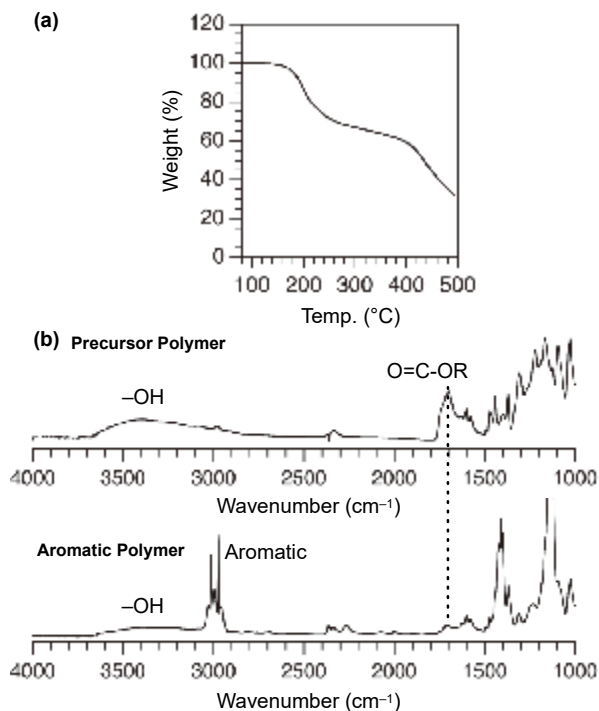 (a)
120
100
80
60
40
20
0
Weight (%)
100 200 300 400 500
Temp. (°C)
(b) Precursor Polymer
O=C-OR
–OH
4000 3500 3000 2500 2000 1500 1000
Wavenumber (cm⁻¹)
Aromatic Polymer
Aromatic
–OH
4000 3500 3000 2500 2000 1500 1000
Wavenumber (cm⁻¹)